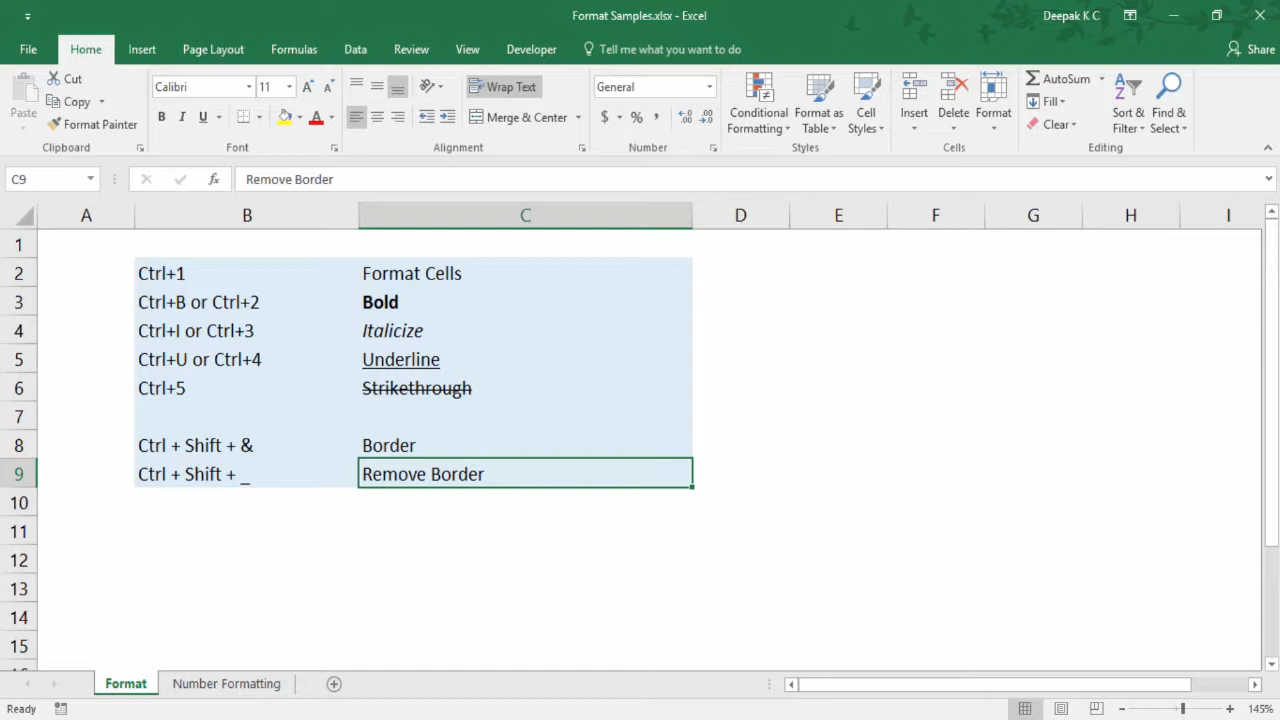 Format Samples.xlsx - Excel
Deepak K C
File Home Insert Page Layout Formulas Data Review View Developer Tell me what you want to do Share
Paste
Cut
Copy
Format Painter
Clipboard
Calibri 11
B I U
Font
Wrap Text
Merge & Center
Alignment
General
$ % ,
Number
Conditional Formatting
Format as Table
Cell Styles
Styles
Insert
Delete
Format
Cells
AutoSum
Fill
Clear
Sort & Filter
Find & Select
Editing
C9 fx Remove Border
A B C D E F G H I
1
2 Ctrl+1 Format Cells
3 Ctrl+B or Ctrl+2 Bold
4 Ctrl+I or Ctrl+3 Italicize
5 Ctrl+U or Ctrl+4 Underline
6 Ctrl+5 Strikethrough
7
8 Ctrl + Shift + & Border
9 Ctrl + Shift + _ Remove Border
10
11
12
13
14
15
Format Number Formatting
Ready 145%